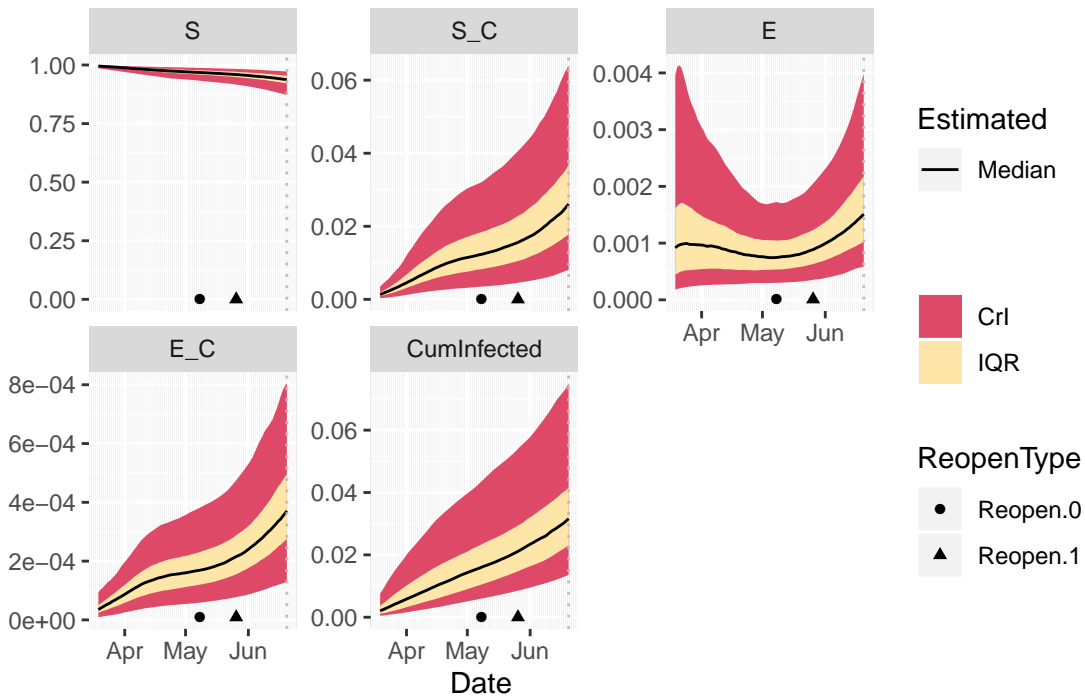 S
S_C
E
1.00
0.75
0.50
0.25
0.00
0.06
0.04
0.02
0.00
0.004
0.003
0.002
0.001
0.000
Apr May Jun
E_C
CumInfected
8e−04
6e−04
4e−04
2e−04
0e+00
0.06
0.04
0.02
0.00
Apr May Jun
Apr May Jun
Date
Estimated
Median
CrI
IQR
ReopenType
Reopen.0
Reopen.1